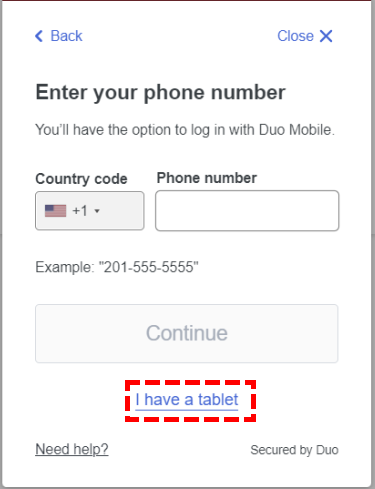 Back
Close
Enter your phone number
You'll have the option to log in with Duo Mobile.
Country code
Phone number
+1
Example: "201-555-5555"
Continue
I have a tablet
Need help?
Secured by Duo